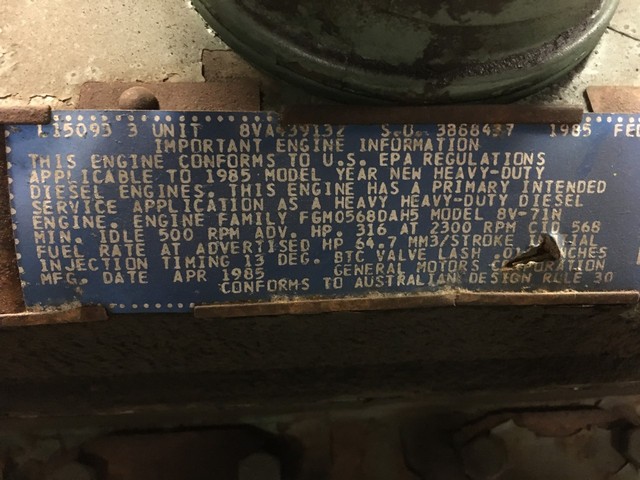 L15093 3 UNIT 8VA439132 S.O. 3868437 1985 FED
IMPORTANT ENGINE INFORMATION
THIS ENGINE CONFORMS TO U.S. EPA REGULATIONS
APPLICABLE TO 1985 MODEL YEAR NEW HEAVY-DUTY
DIESEL ENGINES. THIS ENGINE HAS A PRIMARY INTENDED
SERVICE APPLICATION AS A HEAVY HEAVY-DUTY DIESEL
ENGINE. ENGINE FAMILY FGM0568DAH5 MODEL 8V-71N
MIN. IDLE 500 RPM ADV. HP. 316 AT 2300 RPM CID 568
FUEL RATE AT ADVERTISED HP 64.7 MM3/STROKE
INJECTION TIMING 13 DEG. BTC VALVE LASH
MFG. DATE APR 1985 GENERAL MOTORS CORPORATION
CONFORMS TO AUSTRALIAN DESIGN RULE 30